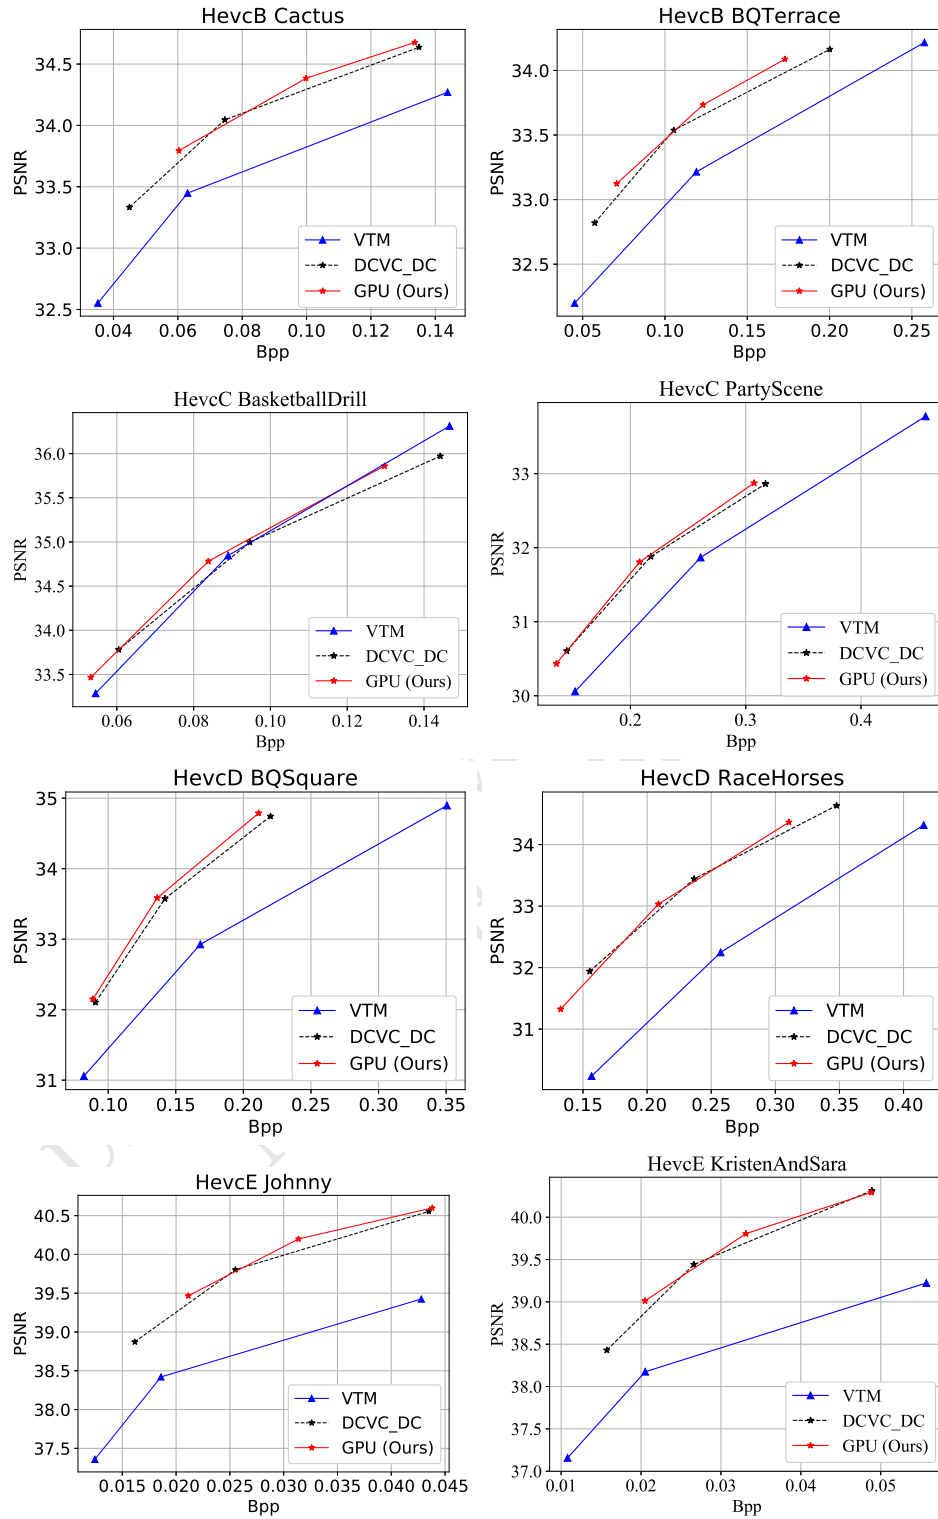 HevcB Cactus
34.5
34.0
33.5
33.0
32.5
PSNR
0.04 0.06 0.08 0.10 0.12 0.14
Bpp
VTM
DCVC_DC
GPU (Ours)
HevcB BQTerrace
34.0
33.5
33.0
32.5
PSNR
0.05 0.10 0.15 0.20 0.25
Bpp
VTM
DCVC_DC
GPU (Ours)
HevcC BasketballDrill
36.0
35.5
35.0
34.5
34.0
33.5
PSNR
0.06 0.08 0.10 0.12 0.14
Bpp
VTM
DCVC_DC
GPU (Ours)
HevcC PartyScene
33
32
31
30
PSNR
0.2 0.3 0.4
Bpp
VTM
DCVC_DC
GPU (Ours)
HevcD BQSquare
35
34
33
32
31
PSNR
0.10 0.15 0.20 0.25 0.30 0.35
Bpp
VTM
DCVC_DC
GPU (Ours)
HevcD RaceHorses
34
33
32
31
PSNR
0.15 0.20 0.25 0.30 0.35 0.40
Bpp
VTM
DCVC_DC
GPU (Ours)
HevcE Johnny
40.5
40.0
39.5
39.0
38.5
38.0
37.5
PSNR
0.015 0.020 0.025 0.030 0.035 0.040 0.045
Bpp
VTM
DCVC_DC
GPU (Ours)
HevcE KristenAndSara
40.0
39.5
39.0
38.5
38.0
37.5
37.0
PSNR
0.01 0.02 0.03 0.04 0.05
Bpp
VTM
DCVC_DC
GPU (Ours)